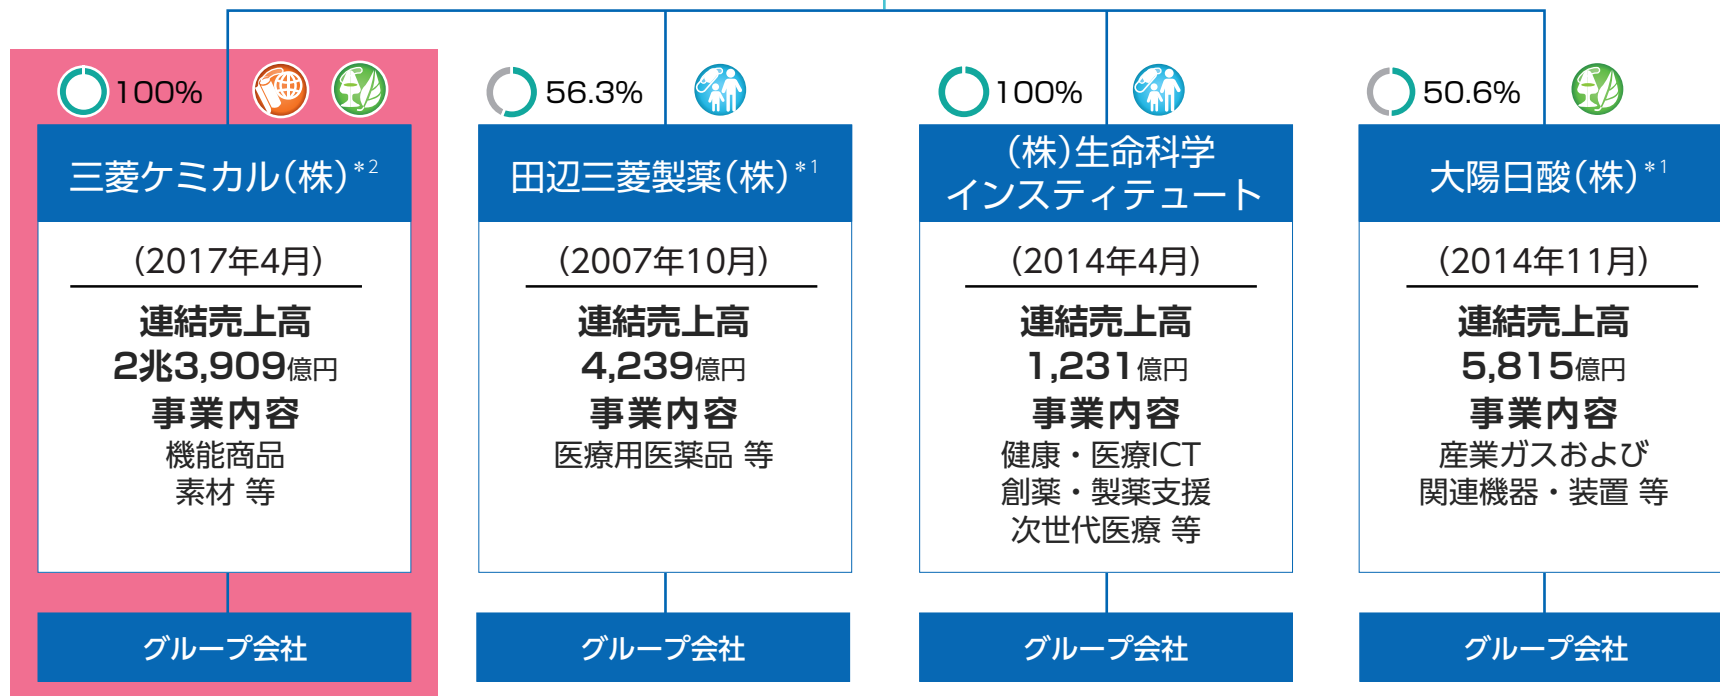 100%
三菱ケミカル(株)*2
(2017年4月)
連結売上高
2兆3,909億円
事業内容
機能商品
素材 等
グループ会社
56.3%
田辺三菱製薬(株)*1
(2007年10月)
連結売上高
4,239億円
事業内容
医療用医薬品 等
グループ会社
100%
(株)生命科学
インスティテュート
(2014年4月)
連結売上高
1,231億円
事業内容
健康・医療ICT
創薬・製薬支援
次世代医療 等
グループ会社
50.6%
大陽日酸(株)*1
(2014年11月)
連結売上高
5,815億円
事業内容
産業ガスおよび
関連機器・装置 等
グループ会社